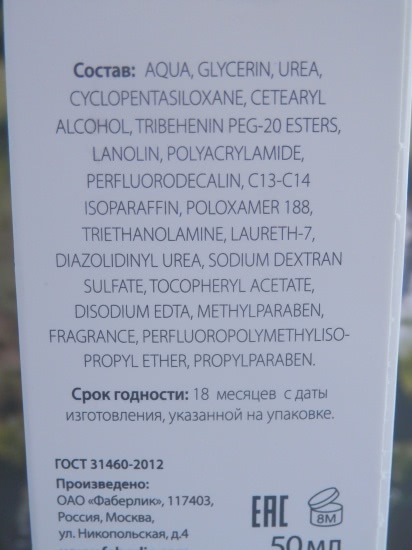 Состав: AQUA, GLYCERIN, UREA,
CYCLOPENTASILOXANE, CETEARYL
ALCOHOL, TRIBEHENIN PEG-20 ESTERS,
LANOLIN, POLYACRYLAMIDE,
PERFLUORODECALIN, C13-C14
ISOPARAFFIN, POLOXAMER 188,
TRIETHANOLAMINE, LAURETH-7,
DIAZOLIDINYL UREA, SODIUM DEXTRAN
SULFATE, TOCOPHERYL ACETATE,
DISODIUM EDTA, METHYLPARABEN,
FRAGRANCE, PERFLUOROPOLYMETHYLISO-
PROPYL ETHER, PROPYLPARABEN.
Срок годности: 18 месяцев с даты
изготовления, указанной на упаковке.
ГОСТ 31460-2012
Произведено:
ОАО «Фаберлик», 117403,
Россия, Москва,
ул. Никопольская, д.4
EAC
8М
50 мл